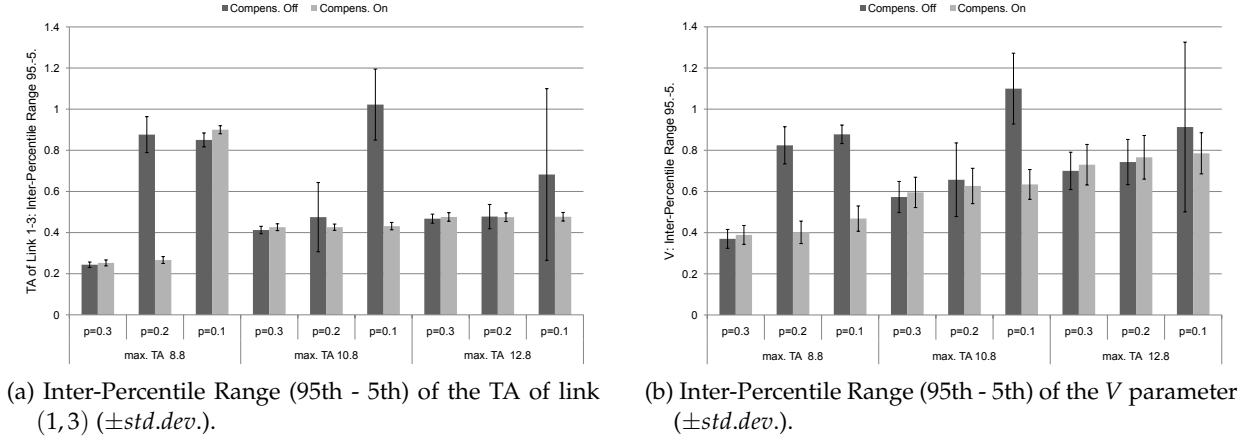 Compens. Off Compens. On
TA of Link 1-3: Inter-Percentile Range 95.-5.
1.4
1.2
1
0.8
0.6
0.4
0.2
0
p=0.3 p=0.2 p=0.1 p=0.3 p=0.2 p=0.1 p=0.3 p=0.2 p=0.1
max. TA 8.8 max. TA 10.8 max. TA 12.8
(a) Inter-Percentile Range (95th - 5th) of the TA of link
(1, 3) (±std.dev.).
Compens. Off Compens. On
V: Inter-Percentile Range 95.-5.
1.4
1.2
1
0.8
0.6
0.4
0.2
0
p=0.3 p=0.2 p=0.1 p=0.3 p=0.2 p=0.1 p=0.3 p=0.2 p=0.1
max. TA 8.8 max. TA 10.8 max. TA 12.8
(b) Inter-Percentile Range (95th - 5th) of the V parameter
(±std.dev.).